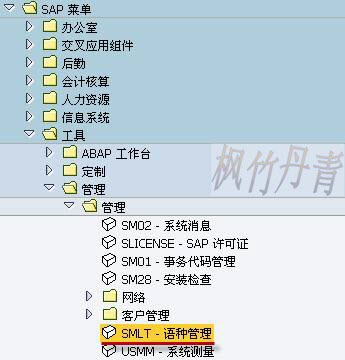 SAP 菜单
办公室
交叉应用组件
后勤
会计核算
人力资源
信息系统
工具
ABAP 工作台
定制
管理
管理
SM02 - 系统消息
SLICENSE - SAP 许可证
SM01 - 事务代码管理
SM28 - 安装检查
网络
客户管理
SMLT - 语种管理
USMM - 系统测量
枫竹丹青